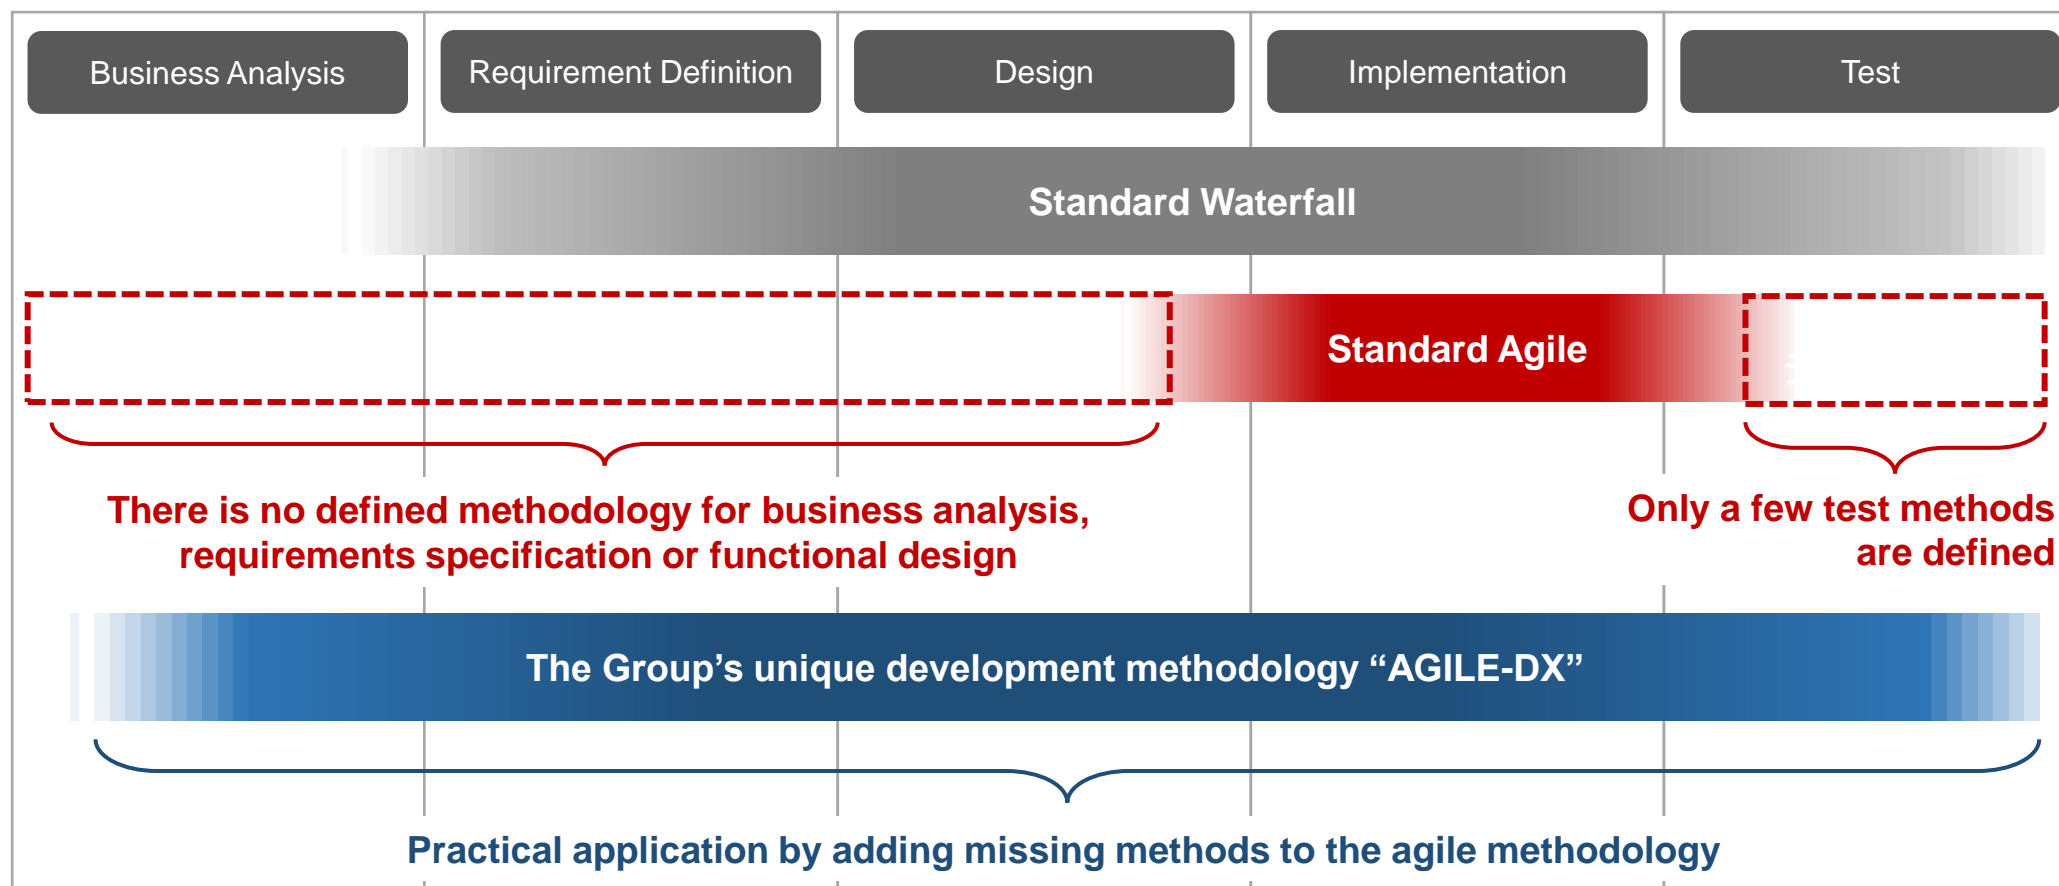 Business Analysis
Requirement Definition
Design
Implementation
Test
Standard Waterfall
Standard Agile
There is no defined methodology for business analysis,
requirements specification or functional design
Only a few test methods
are defined
The Group’s unique development methodology “AGILE-DX”
Practical application by adding missing methods to the agile methodology